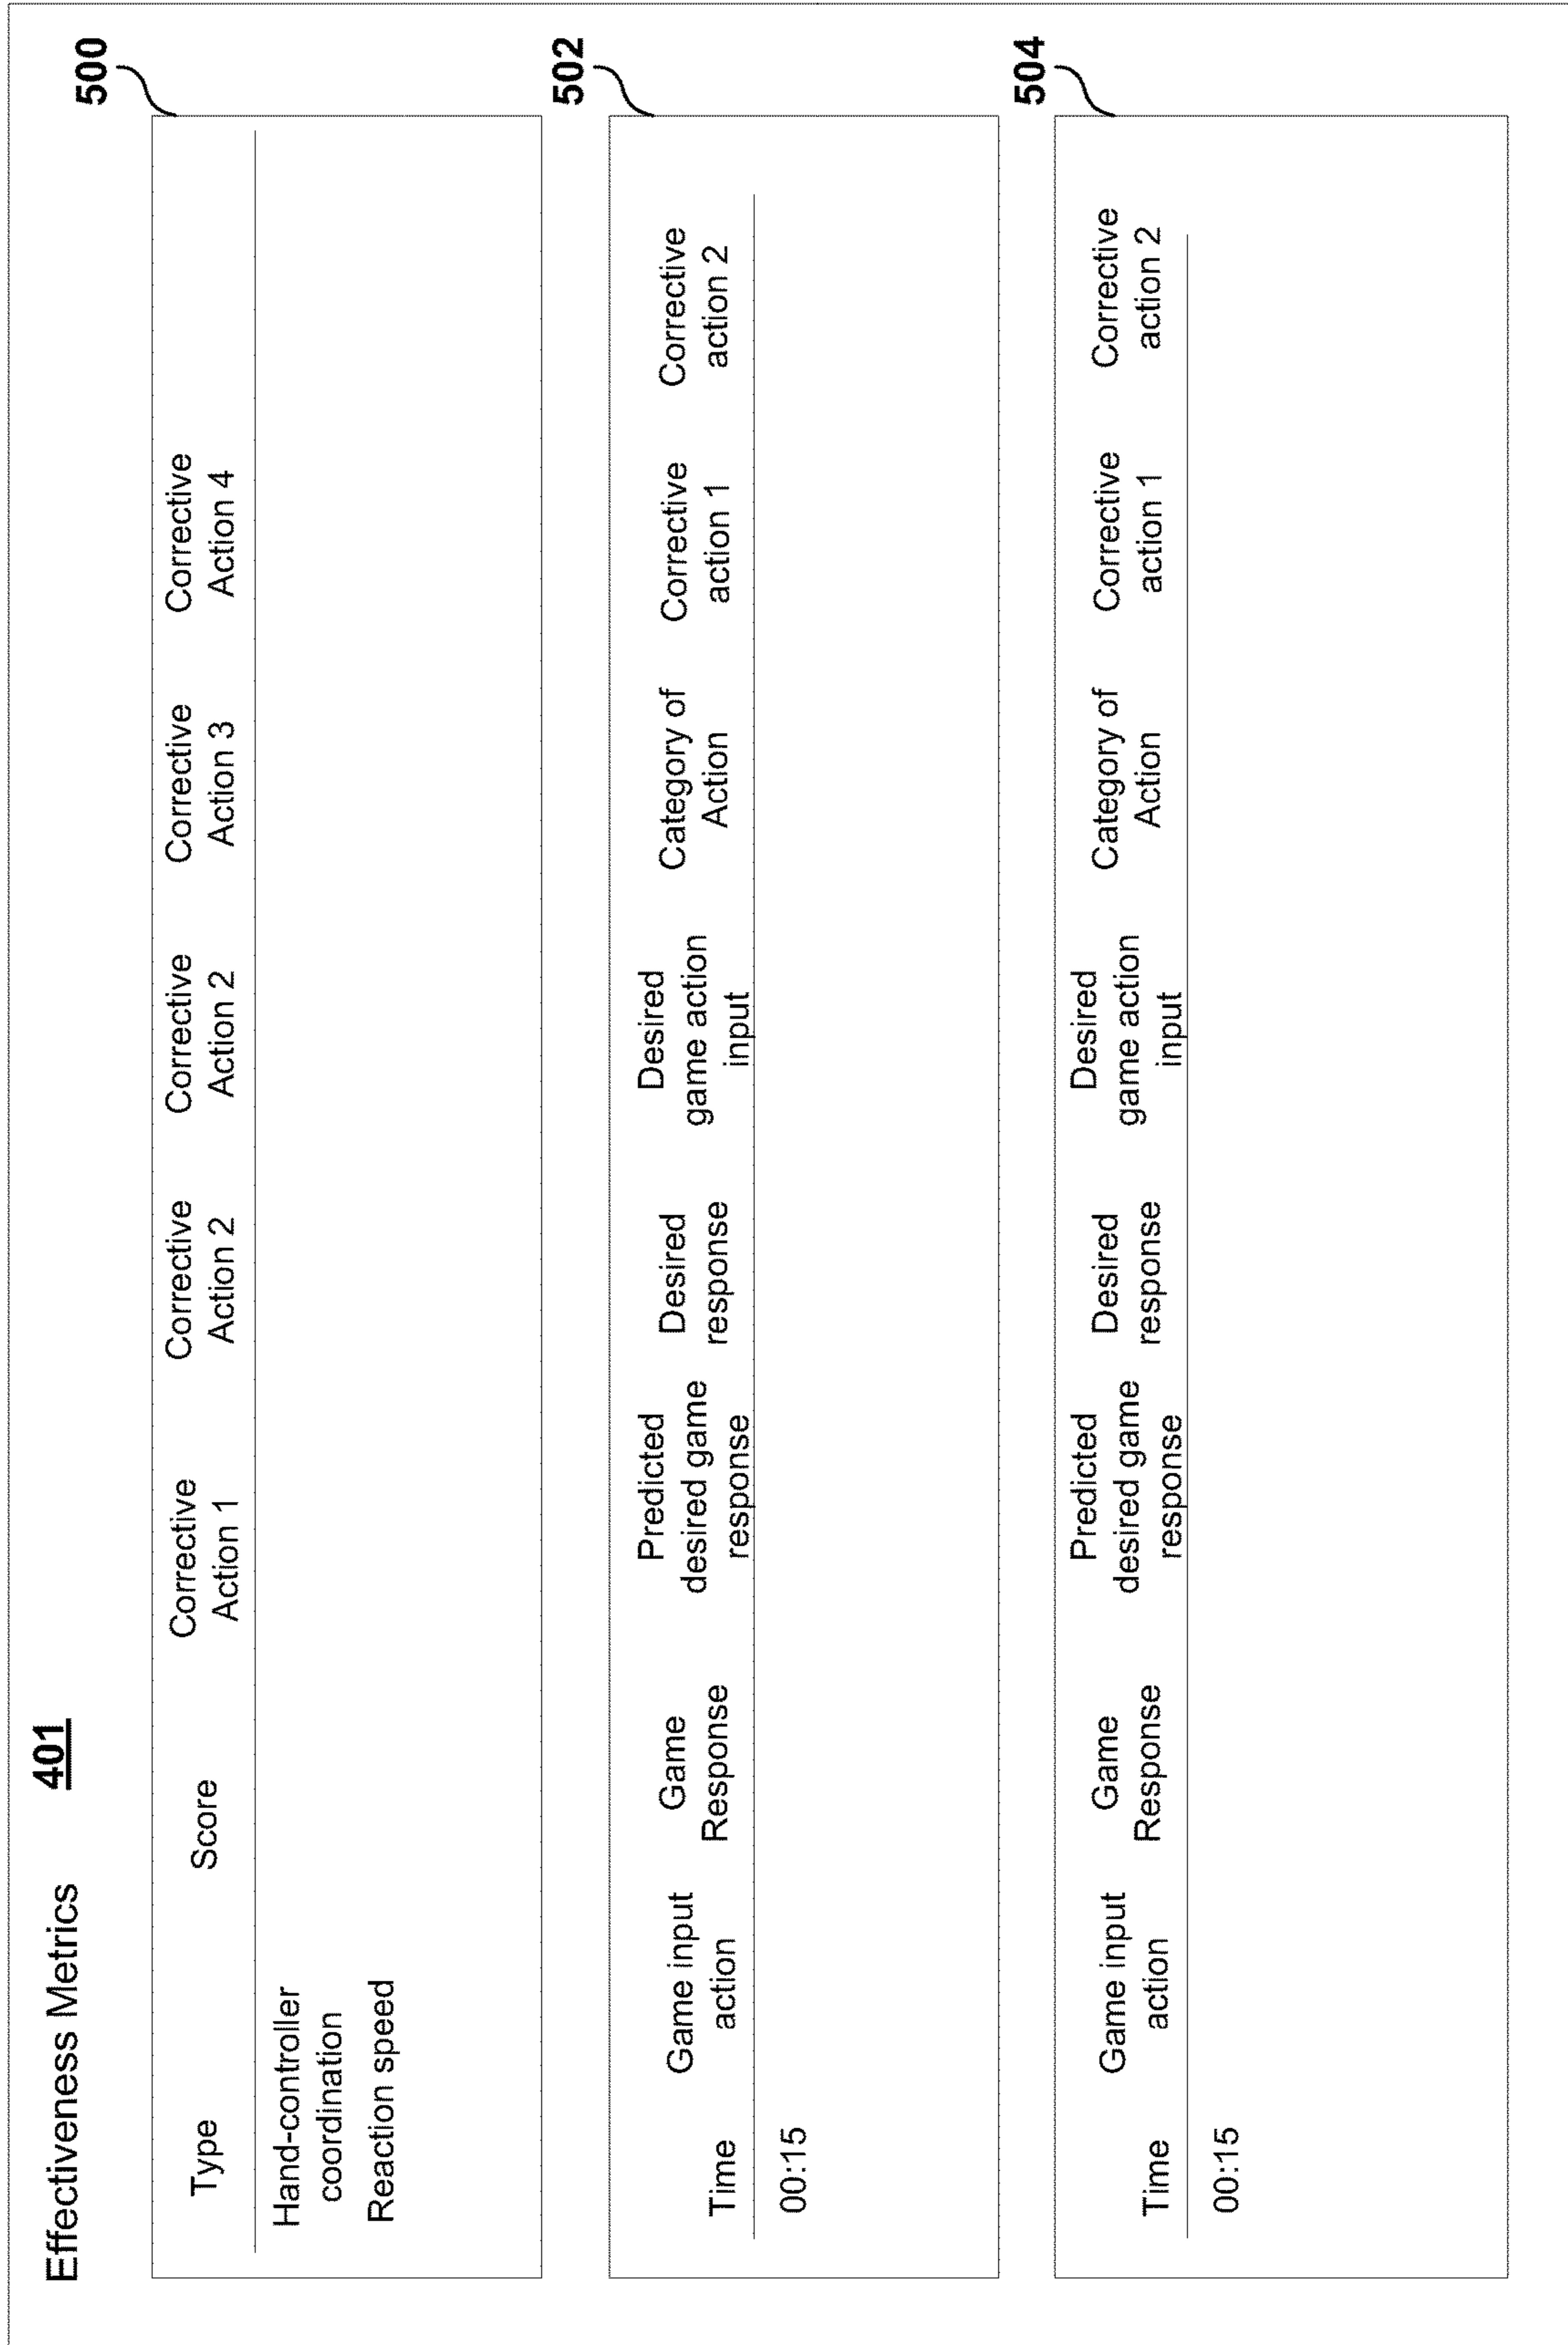 Effectiveness Metrics 401
500
Type Score Corrective Corrective Corrective Corrective Corrective
Action 1 Action 2 Action 2 Action 3 Action 4
Hand-controller
coordination
Reaction speed
502
Predicted Desired
Game input Game desired game Desired game action Category of Corrective Corrective
Time action Response response response input Action action 1 action 2
00:15
504
Predicted Desired
Game input Game desired game Desired game action Category of Corrective Corrective
Time action Response response response input Action action 1 action 2
00:15